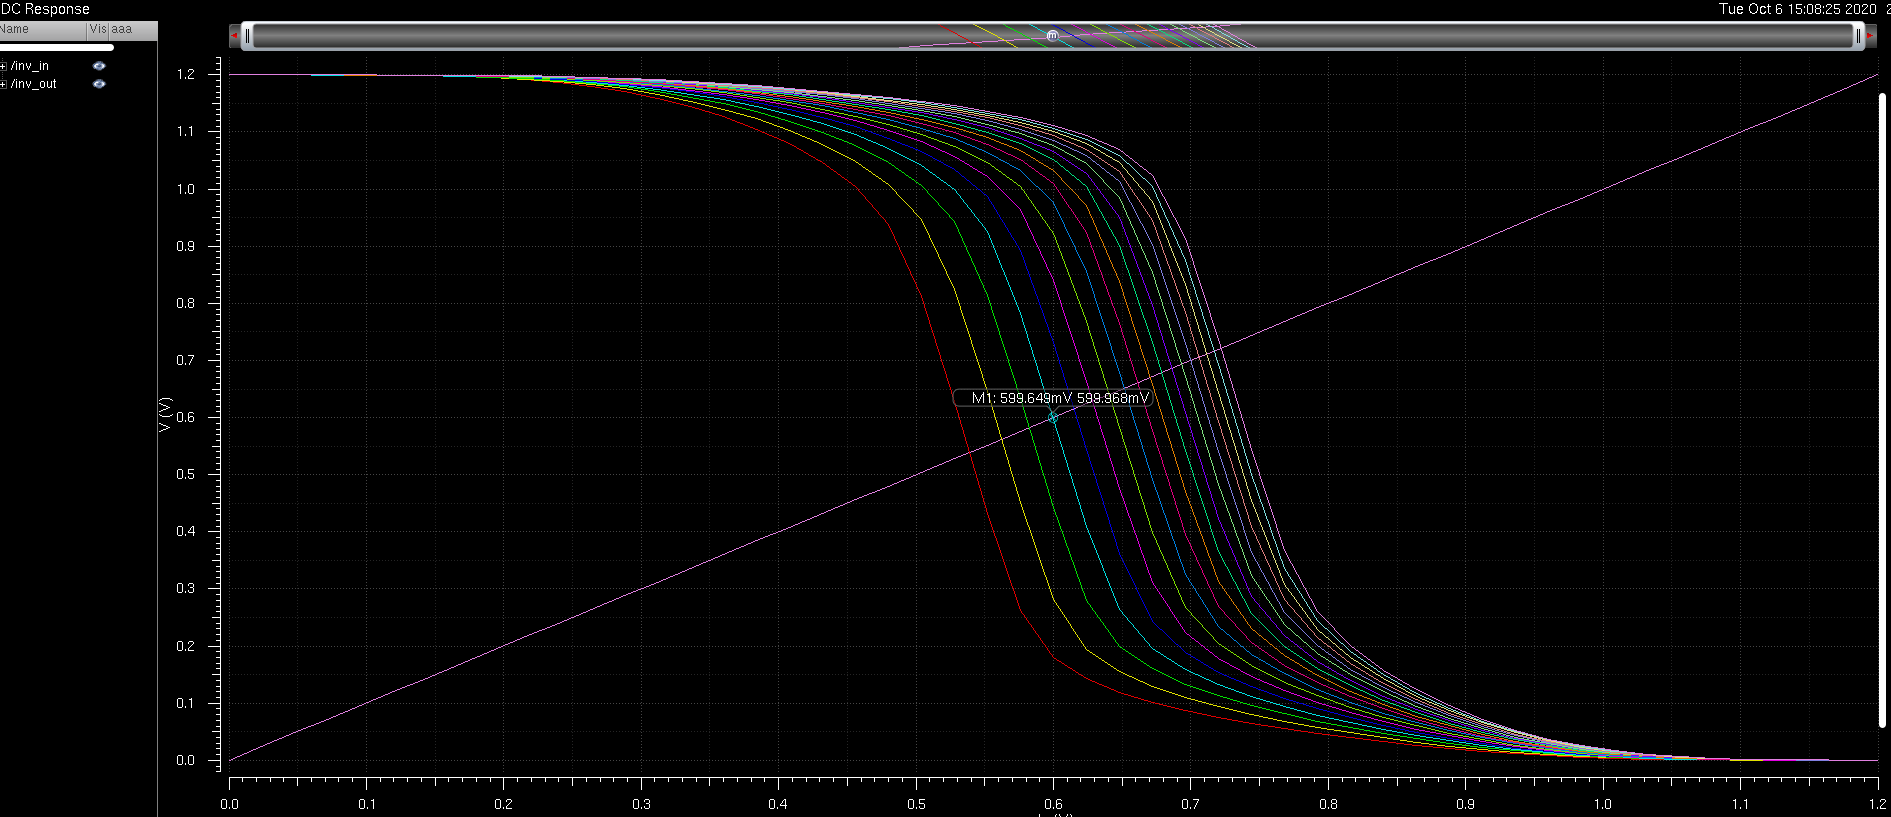 DC Response
Tue Oct 6 15:08:25 2020 2
Name Vis aaa
/inv_in
/inv_out
m
1.2
1.1
1.0
0.9
0.8
0.7
0.6
0.5
0.4
0.3
0.2
0.1
0.0
V (V)
M1: 599.649mV 599.968mV
0.0 0.1 0.2 0.3 0.4 0.5 0.6 0.7 0.8 0.9 1.0 1.1 1.2